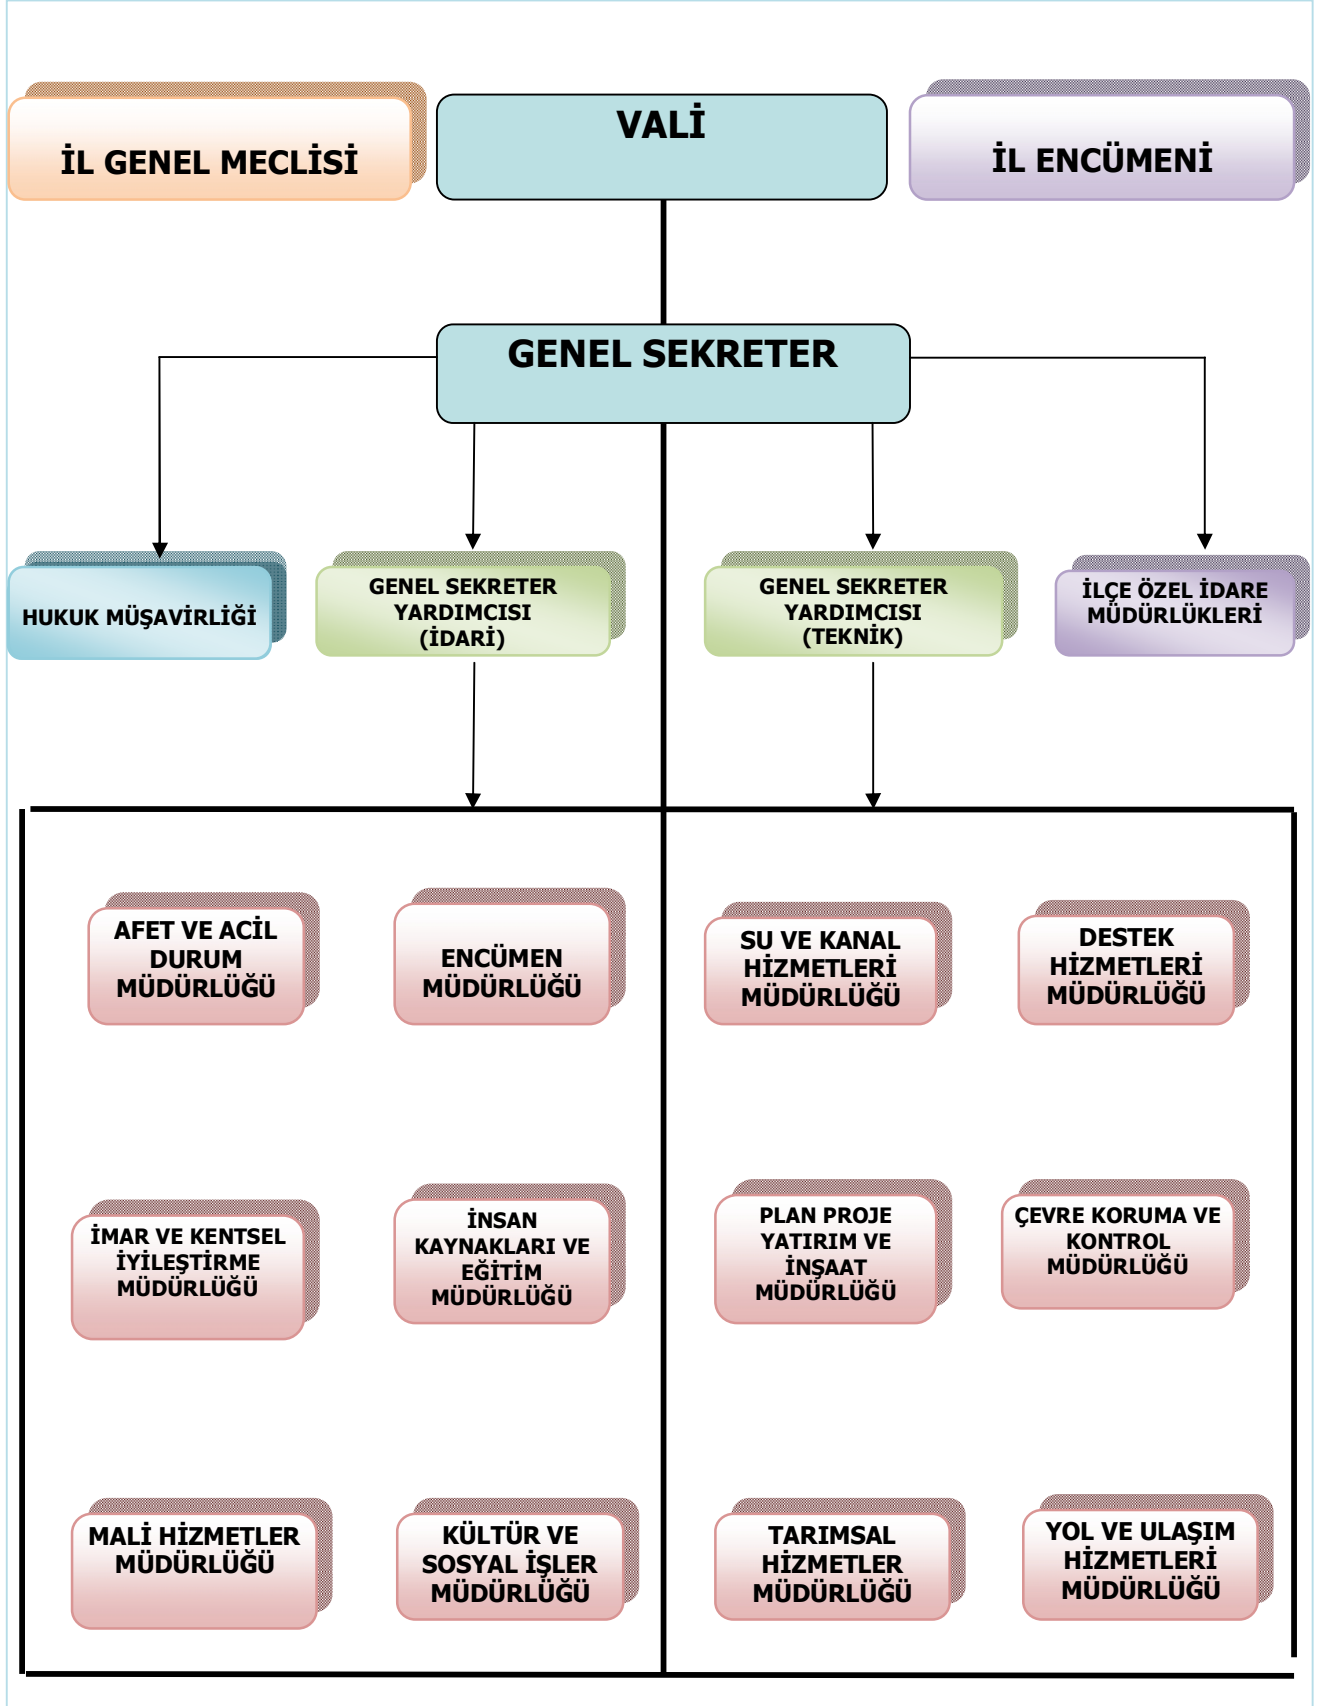 İL GENEL MECLİSİ
VALİ
İL ENCÜMENİ
GENEL SEKRETER
HUKUK MÜŞAVİRLİĞİ
GENEL SEKRETER
YARDIMCISI
(İDARİ)
GENEL SEKRETER
YARDIMCISI
(TEKNİK)
İLÇE ÖZEL İDARE
MÜDÜRLÜKLERİ
AFET VE ACİL
DURUM
MÜDÜRLÜĞÜ
ENCÜMEN
MÜDÜRLÜĞÜ
SU VE KANAL
HİZMETLERİ
MÜDÜRLÜĞÜ
DESTEK
HİZMETLERİ
MÜDÜRLÜĞÜ
İMAR VE KENTSEL
İYİLEŞTİRME
MÜDÜRLÜĞÜ
İNSAN
KAYNAKLARI VE
EĞİTİM
MÜDÜRLÜĞÜ
PLAN PROJE
YATIRIM VE
İNŞAAT
MÜDÜRLÜĞÜ
ÇEVRE KORUMA VE
KONTROL
MÜDÜRLÜĞÜ
MALİ HİZMETLER
MÜDÜRLÜĞÜ
KÜLTÜR VE
SOSYAL İŞLER
MÜDÜRLÜĞÜ
TARIMSAL
HİZMETLER
MÜDÜRLÜĞÜ
YOL VE ULAŞIM
HİZMETLERİ
MÜDÜRLÜĞÜ